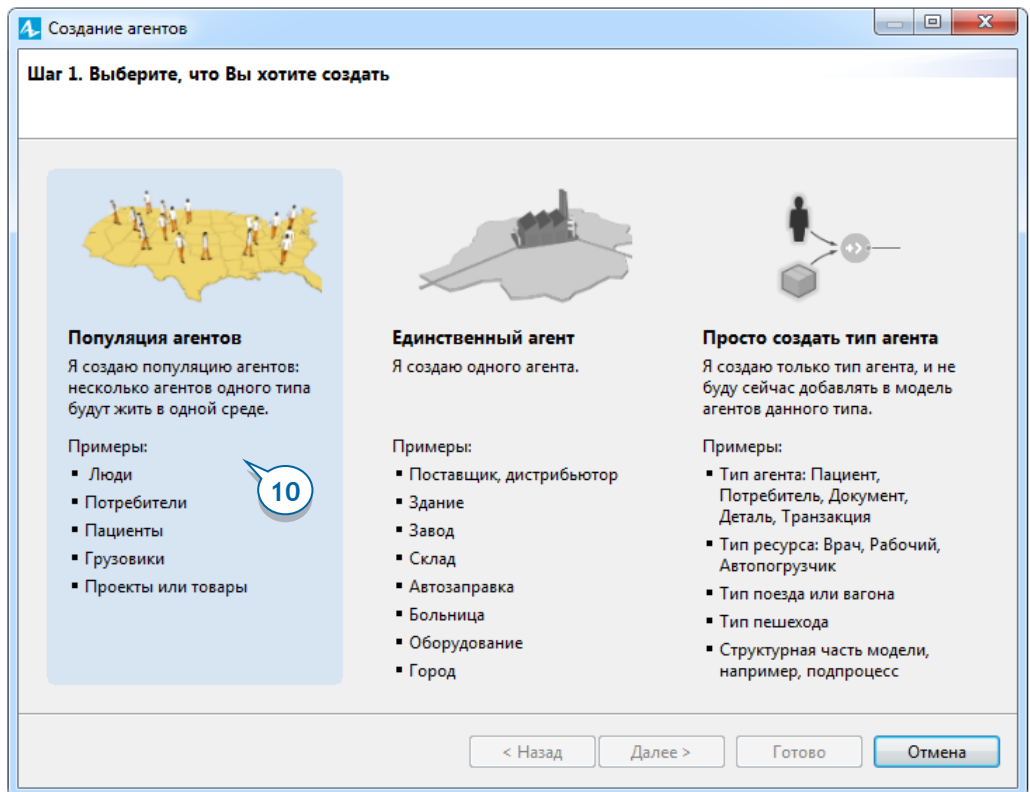 Создание агентов
Шаг 1. Выберите, что Вы хотите создать
Популяция агентов
Я создаю популяцию агентов:
несколько агентов одного типа
будут жить в одной среде.
Примеры:
▪ Люди
▪ Потребители
▪ Пациенты
▪ Грузовики
▪ Проекты или товары
10
Единственный агент
Я создаю одного агента.
Примеры:
▪ Поставщик, дистрибьютор
▪ Здание
▪ Завод
▪ Склад
▪ Автозаправка
▪ Больница
▪ Оборудование
▪ Город
Просто создать тип агента
Я создаю только тип агента, и не
буду сейчас добавлять в модель
агентов данного типа.
Примеры:
▪ Тип агента: Пациент,
Потребитель, Документ,
Деталь, Транзакция
▪ Тип ресурса: Врач, Рабочий,
Автопогрузчик
▪ Тип поезда или вагона
▪ Тип пешехода
▪ Структурная часть модели,
например, подпроцесс
< Назад
Далее >
Готово
Отмена